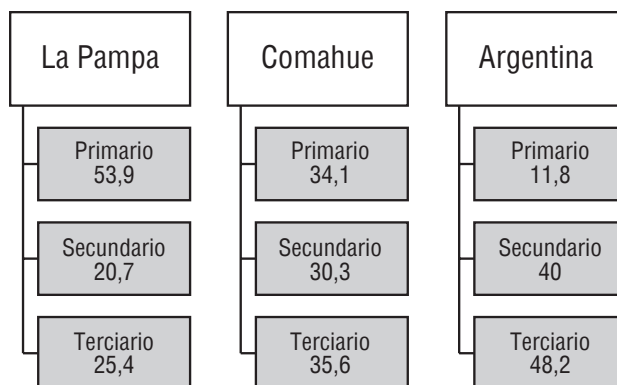 La Pampa
Primario
53,9
Secundario
20,7
Terciario
25,4
Comahue
Primario
34,1
Secundario
30,3
Terciario
35,6
Argentina
Primario
11,8
Secundario
40
Terciario
48,2